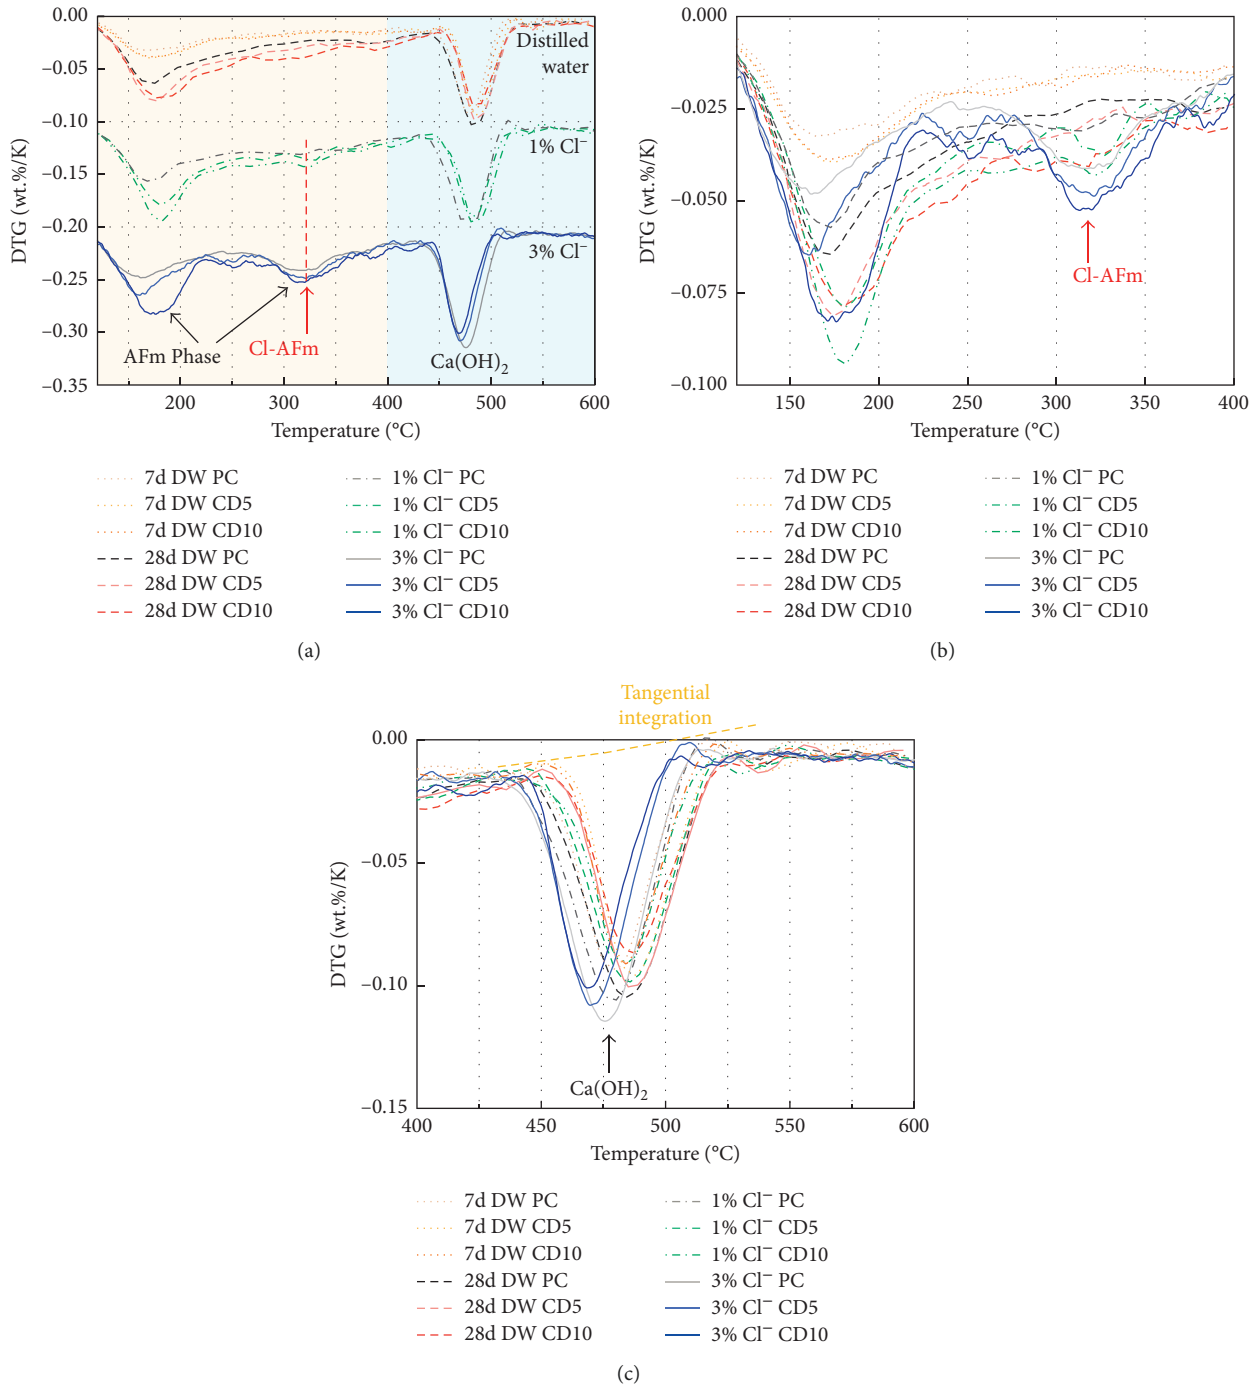 0.00
−0.05
−0.10
−0.15
−0.20
−0.25
−0.30
−0.35
DTG (wt.%/K)
200
300
400
500
600
Temperature (°C)
Distilled
water
1% Cl⁻
3% Cl⁻
AFm Phase
Cl-AFm
Ca(OH)₂
7d DW PC
7d DW CD5
7d DW CD10
28d DW PC
28d DW CD5
28d DW CD10
1% Cl⁻ PC
1% Cl⁻ CD5
1% Cl⁻ CD10
3% Cl⁻ PC
3% Cl⁻ CD5
3% Cl⁻ CD10
(a)
0.000
−0.025
−0.050
−0.075
−0.100
DTG (wt.%/K)
150
200
250
300
350
400
Temperature (°C)
Cl-AFm
7d DW PC
7d DW CD5
7d DW CD10
28d DW PC
28d DW CD5
28d DW CD10
1% Cl⁻ PC
1% Cl⁻ CD5
1% Cl⁻ CD10
3% Cl⁻ PC
3% Cl⁻ CD5
3% Cl⁻ CD10
(b)
Tangential
integration
0.00
−0.05
−0.10
−0.15
DTG (wt.%/K)
Ca(OH)₂
400
450
500
550
600
Temperature (°C)
7d DW PC
7d DW CD5
7d DW CD10
28d DW PC
28d DW CD5
28d DW CD10
1% Cl⁻ PC
1% Cl⁻ CD5
1% Cl⁻ CD10
3% Cl⁻ PC
3% Cl⁻ CD5
3% Cl⁻ CD10
(c)